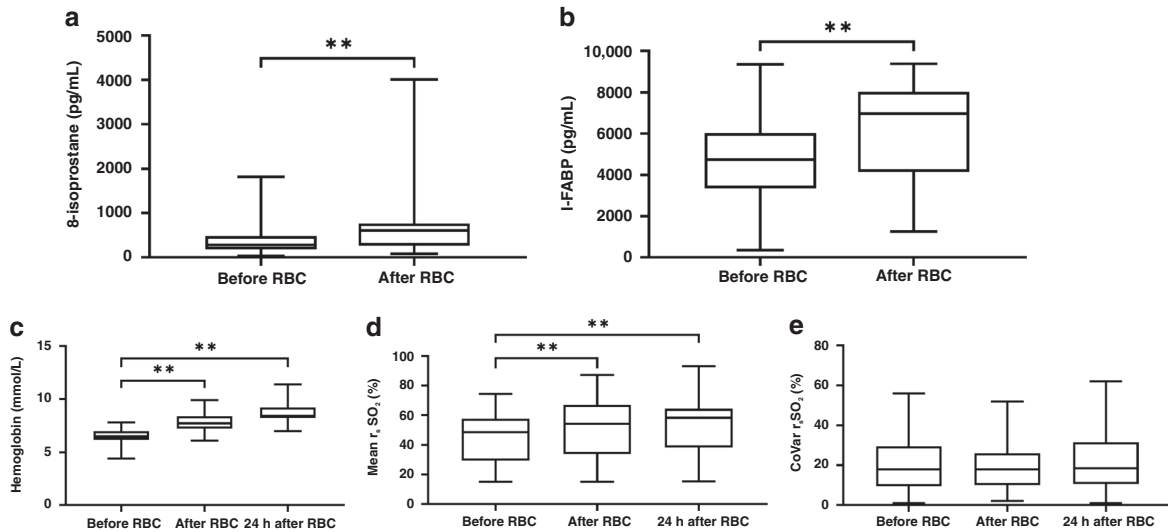 a
b
**
**
5000
4000
3000
2000
1000
0
8-isoprostane (pg/mL)
Before RBC
After RBC
10,000
8000
6000
4000
2000
0
I-FABP (pg/mL)
Before RBC
After RBC
c
d
e
15
10
5
0
Hemoglobin (mmol/L)
**
**
Before RBC
After RBC
24 h after RBC
100
80
60
40
20
0
Mean rₛ SO₂ (%)
**
**
Before RBC
After RBC
24 h after RBC
80
60
40
20
0
CoVar rₛSO₂ (%)
Before RBC
After RBC
24 h after RBC